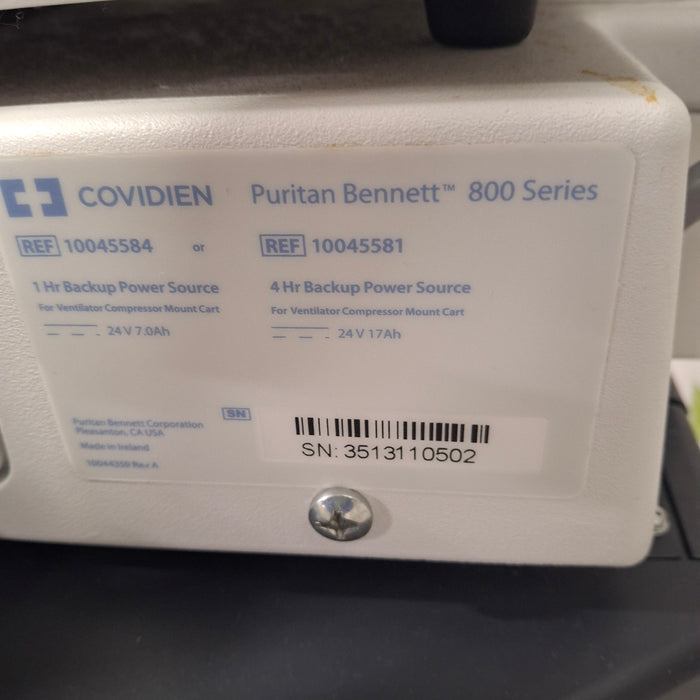 COVIDIEN
Puritan Bennett™ 800 Series
REF 10045584 or REF 10045581
1 Hr Backup Power Source
For Ventilator Compressor Mount Cart
24 V 7.0Ah
4 Hr Backup Power Source
For Ventilator Compressor Mount Cart
24 V 17Ah
Puritan Bennett Corporation
Pleasanton, CA USA
Made in Ireland
10044350 Rev A
SN
SN: 3513110502